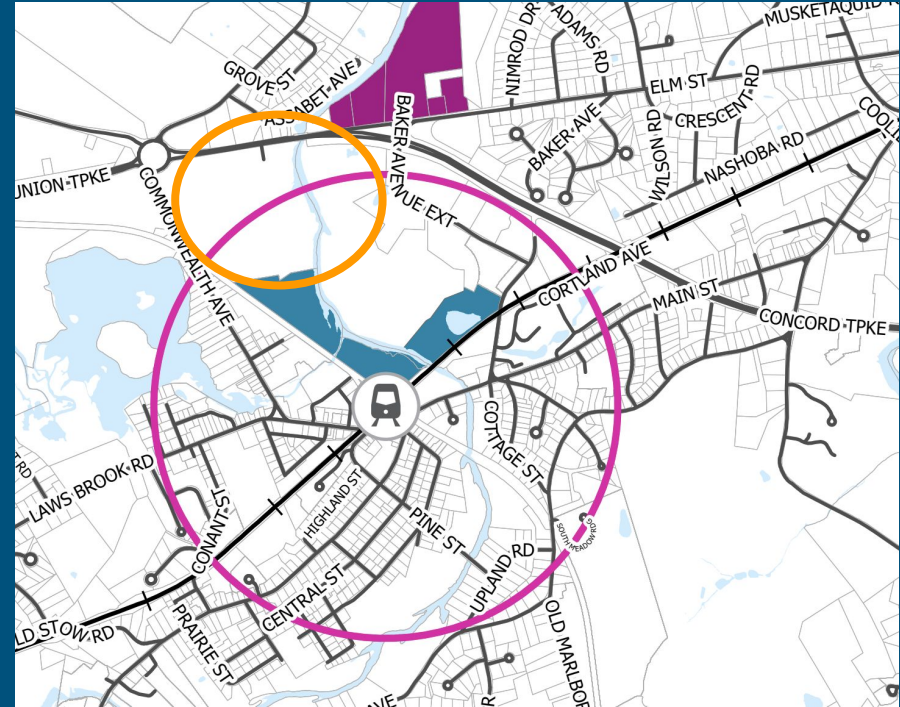 MUSKETAQUID
NIMROD DR
ADAMS RD
GROVE ST
ELM ST
ASSABET AVE
BAKER AVENUE EXT
CRESCENT RD
COOL
BAKER AVE
WILSON RD
NASHOBA RD
UNION TPKE
COMMONWEALTH AVE
CORTLAND AVE
MAIN ST
CONCORD TPKE
COTTAGE ST
RD
LAWS BROOK RD
HIGHLAND ST
CONANT ST
PINE ST
SOUTH MEADOW RDG
UPLAND RD
CENTRAL ST
LD STOW RD
PRAIRIE ST
OLD MARLBOR
AVE
R